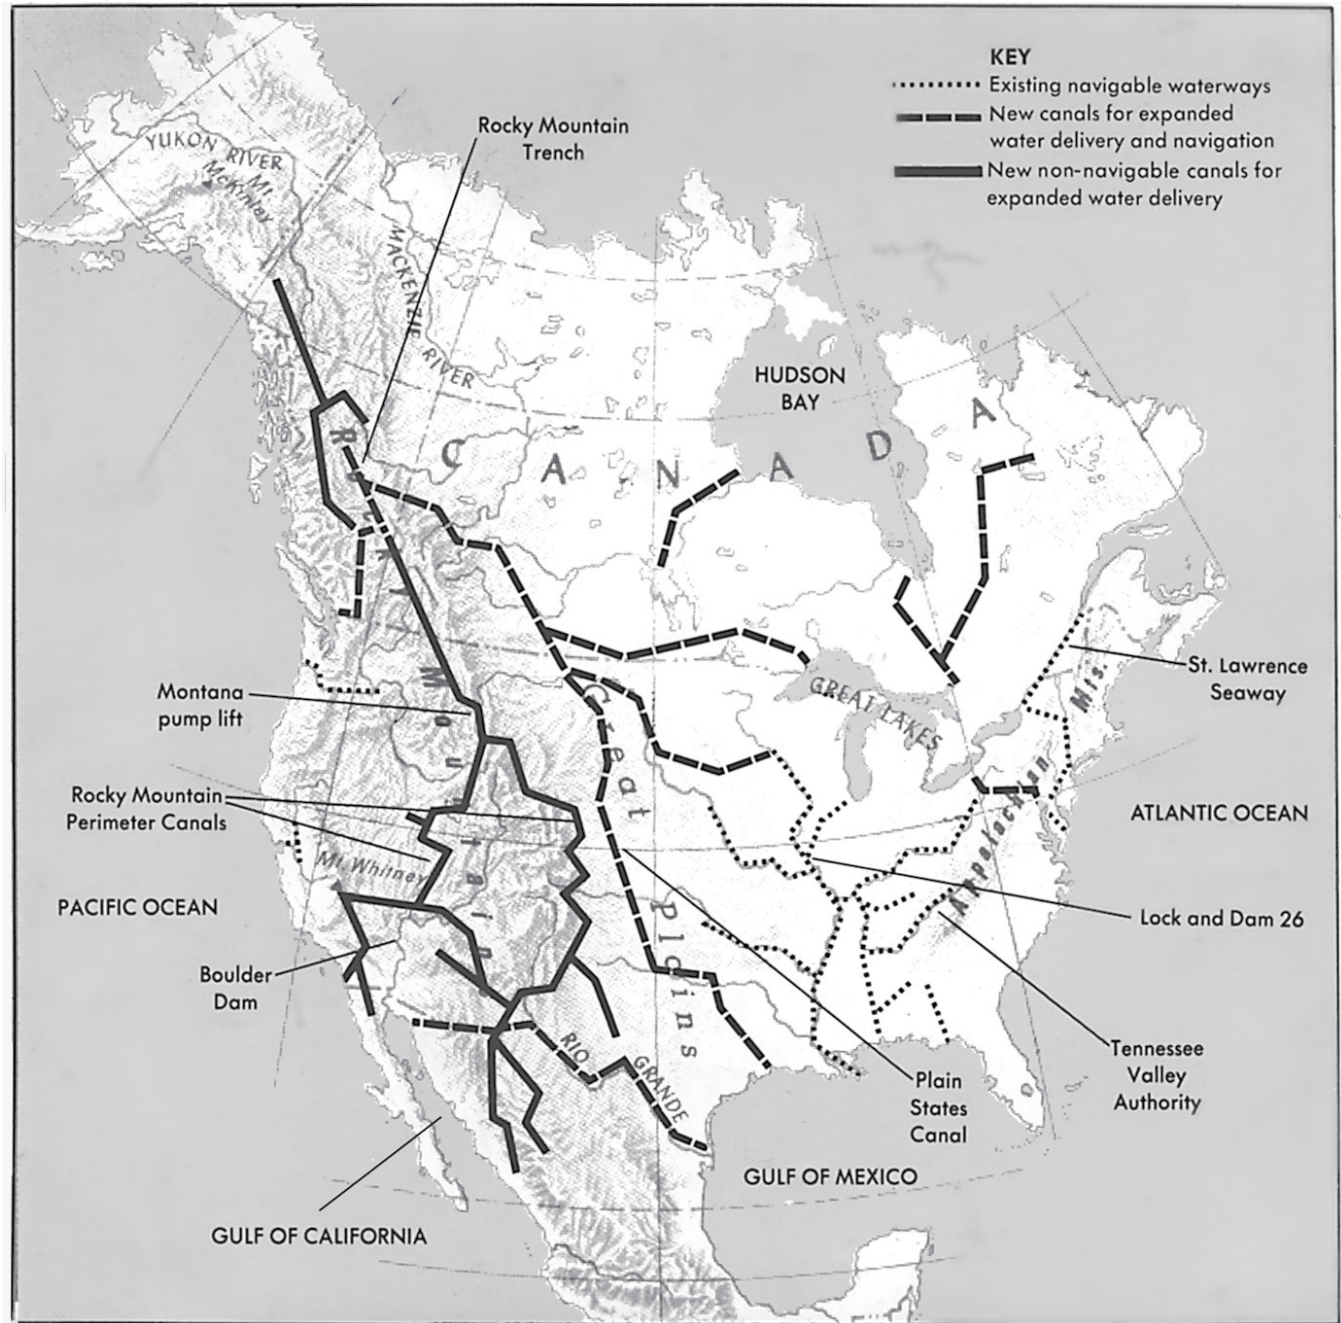 KEY
Existing navigable waterways
New canals for expanded
water delivery and navigation
New non-navigable canals for
expanded water delivery
Rocky Mountain
Trench
YUKON RIVER
Mt.
McKinley
MACKENZIE RIVER
HUDSON
BAY
CANADA
Rocky Mountains
GREAT LAKES
St. Lawrence
Seaway
Appalachian Mts.
Montana
pump lift
Great Plains
Rocky Mountain
Perimeter Canals
ATLANTIC OCEAN
Mt. Whitney
PACIFIC OCEAN
Lock and Dam 26
Boulder
Dam
RIO GRANDE
Tennessee
Valley
Authority
Plain
States
Canal
GULF OF MEXICO
GULF OF CALIFORNIA